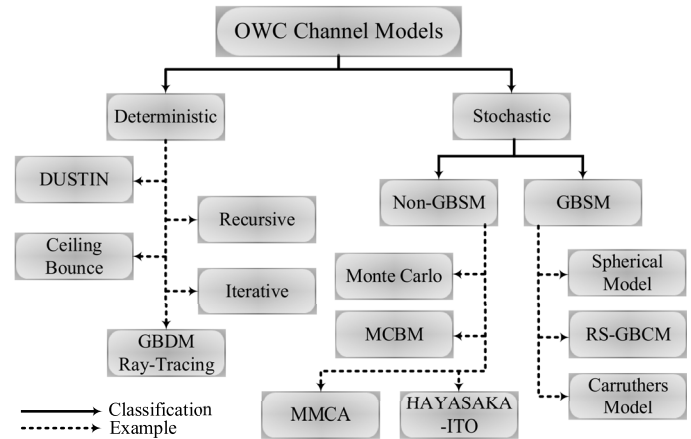 OWC Channel Models
Deterministic
Stochastic
DUSTIN
Recursive
Ceiling
Bounce
Iterative
GBDM
Ray-Tracing
Non-GBSM
GBSM
Monte Carlo
MCBM
MMCA
HAYASAKA
-ITO
Spherical
Model
RS-GBCM
Carruthers
Model
Classification
Example